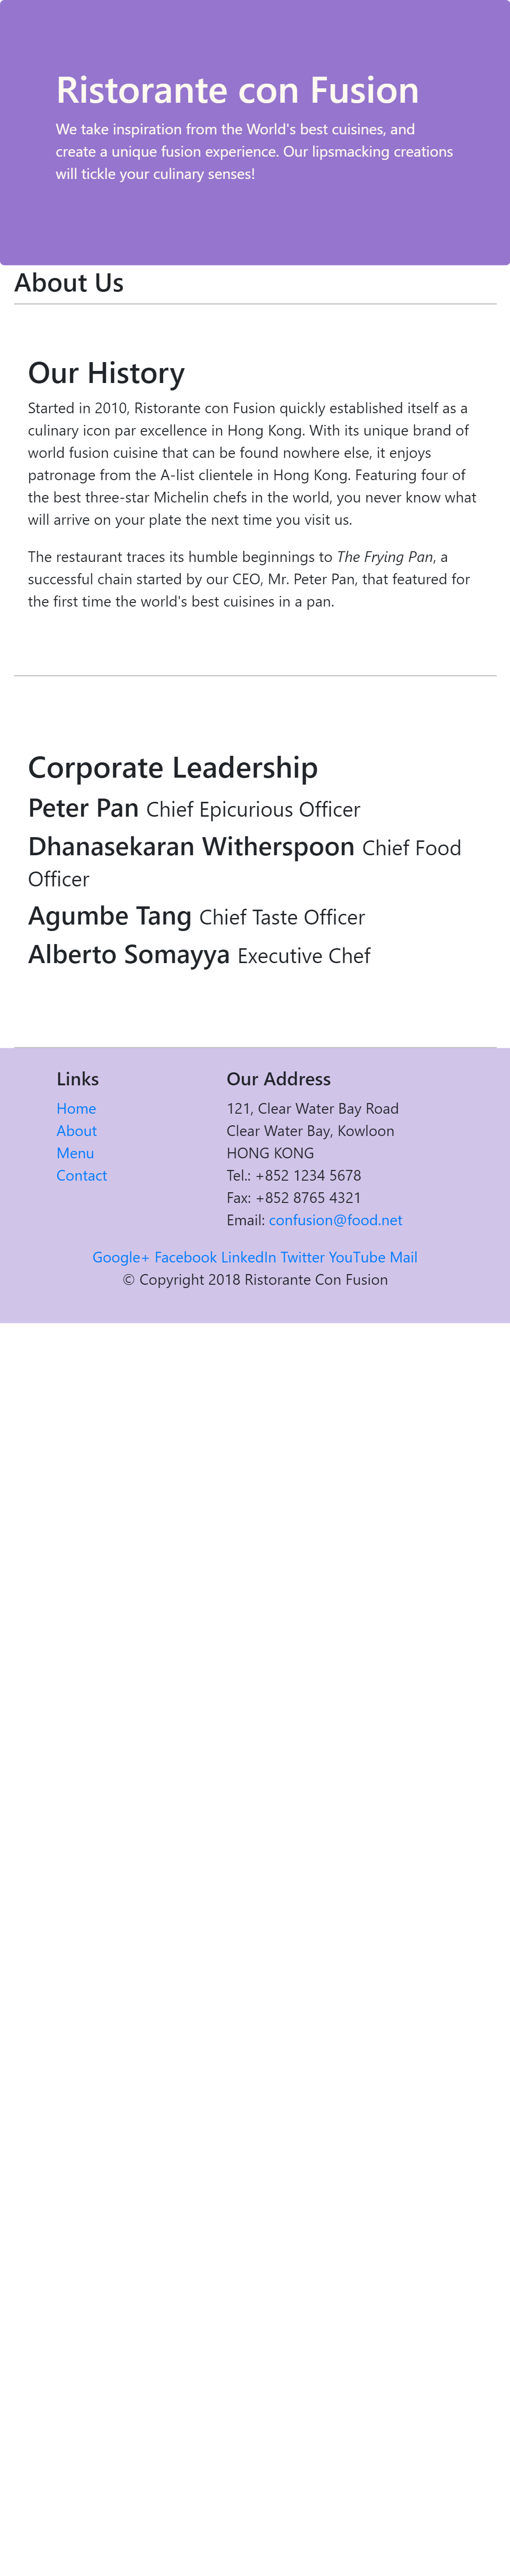 Ristorante con Fusion
We take inspiration from the World's best cuisines, and
create a unique fusion experience. Our lipsmacking creations
will tickle your culinary senses!
About Us
Our History
Started in 2010, Ristorante con Fusion quickly established itself as a
culinary icon par excellence in Hong Kong. With its unique brand of
world fusion cuisine that can be found nowhere else, it enjoys
patronage from the A-list clientele in Hong Kong. Featuring four of
the best three-star Michelin chefs in the world, you never know what
will arrive on your plate the next time you visit us.
The restaurant traces its humble beginnings to The Frying Pan, a
successful chain started by our CEO, Mr. Peter Pan, that featured for
the first time the world's best cuisines in a pan.
Corporate Leadership
Peter Pan Chief Epicurious Officer
Dhanasekaran Witherspoon Chief Food
Officer
Agumbe Tang Chief Taste Officer
Alberto Somayya Executive Chef
Links
Home
About
Menu
Contact
Our Address
121, Clear Water Bay Road
Clear Water Bay, Kowloon
HONG KONG
Tel.: +852 1234 5678
Fax: +852 8765 4321
Email: confusion@food.net
Google+ Facebook LinkedIn Twitter YouTube Mail
© Copyright 2018 Ristorante Con Fusion